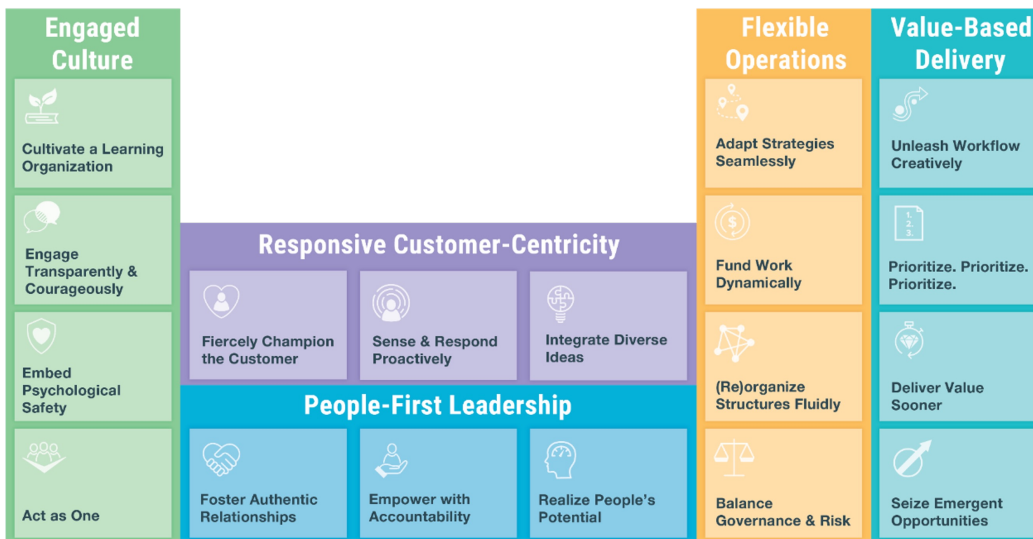 Engaged
Culture
Cultivate a Learning
Organization
Engage
Transparently &
Courageously
Embed
Psychological
Safety
Act as One
Responsive Customer-Centricity
Fiercely Champion
the Customer
Sense & Respond
Proactively
Integrate Diverse
Ideas
People-First Leadership
Foster Authentic
Relationships
Empower with
Accountability
Realize People's
Potential
Flexible
Operations
Adapt Strategies
Seamlessly
$
Fund Work
Dynamically
(Re)organize
Structures Fluidly
Balance
Governance & Risk
Value-Based
Delivery
Unleash Workflow
Creatively
1.
2.
3.
Prioritize. Prioritize.
Prioritize.
Deliver Value
Sooner
Seize Emergent
Opportunities